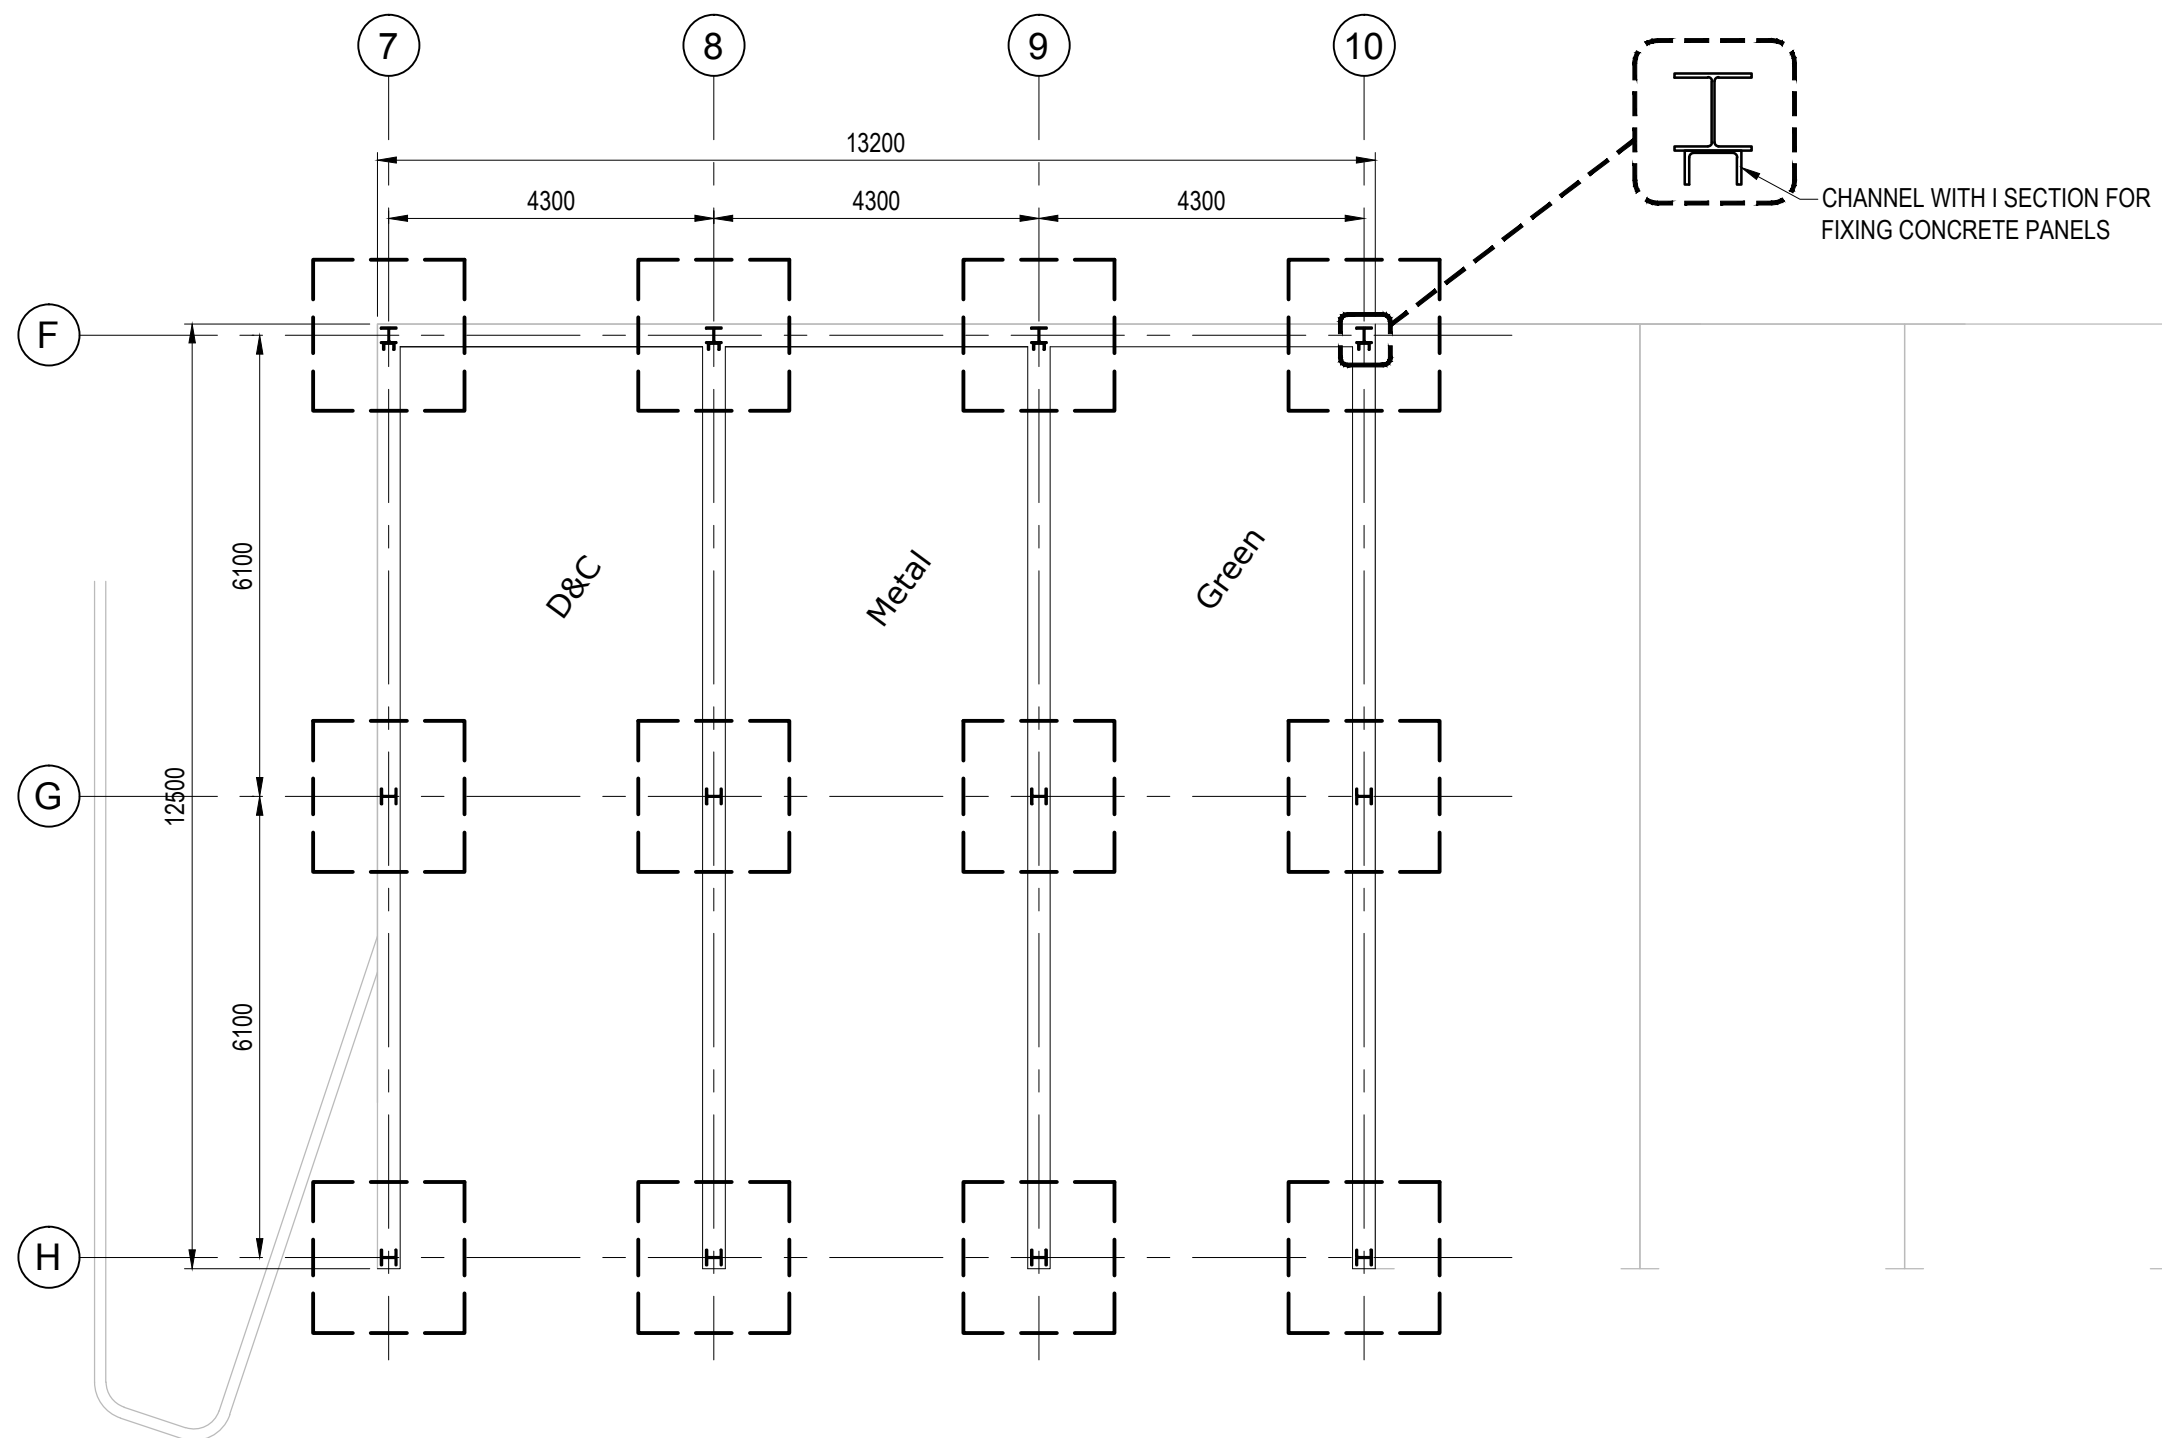 7
8
9
10
13200
4300
4300
4300
CHANNEL WITH I SECTION FOR
FIXING CONCRETE PANELS
F
6100
D&C
Metal
Green
G
12500
6100
H